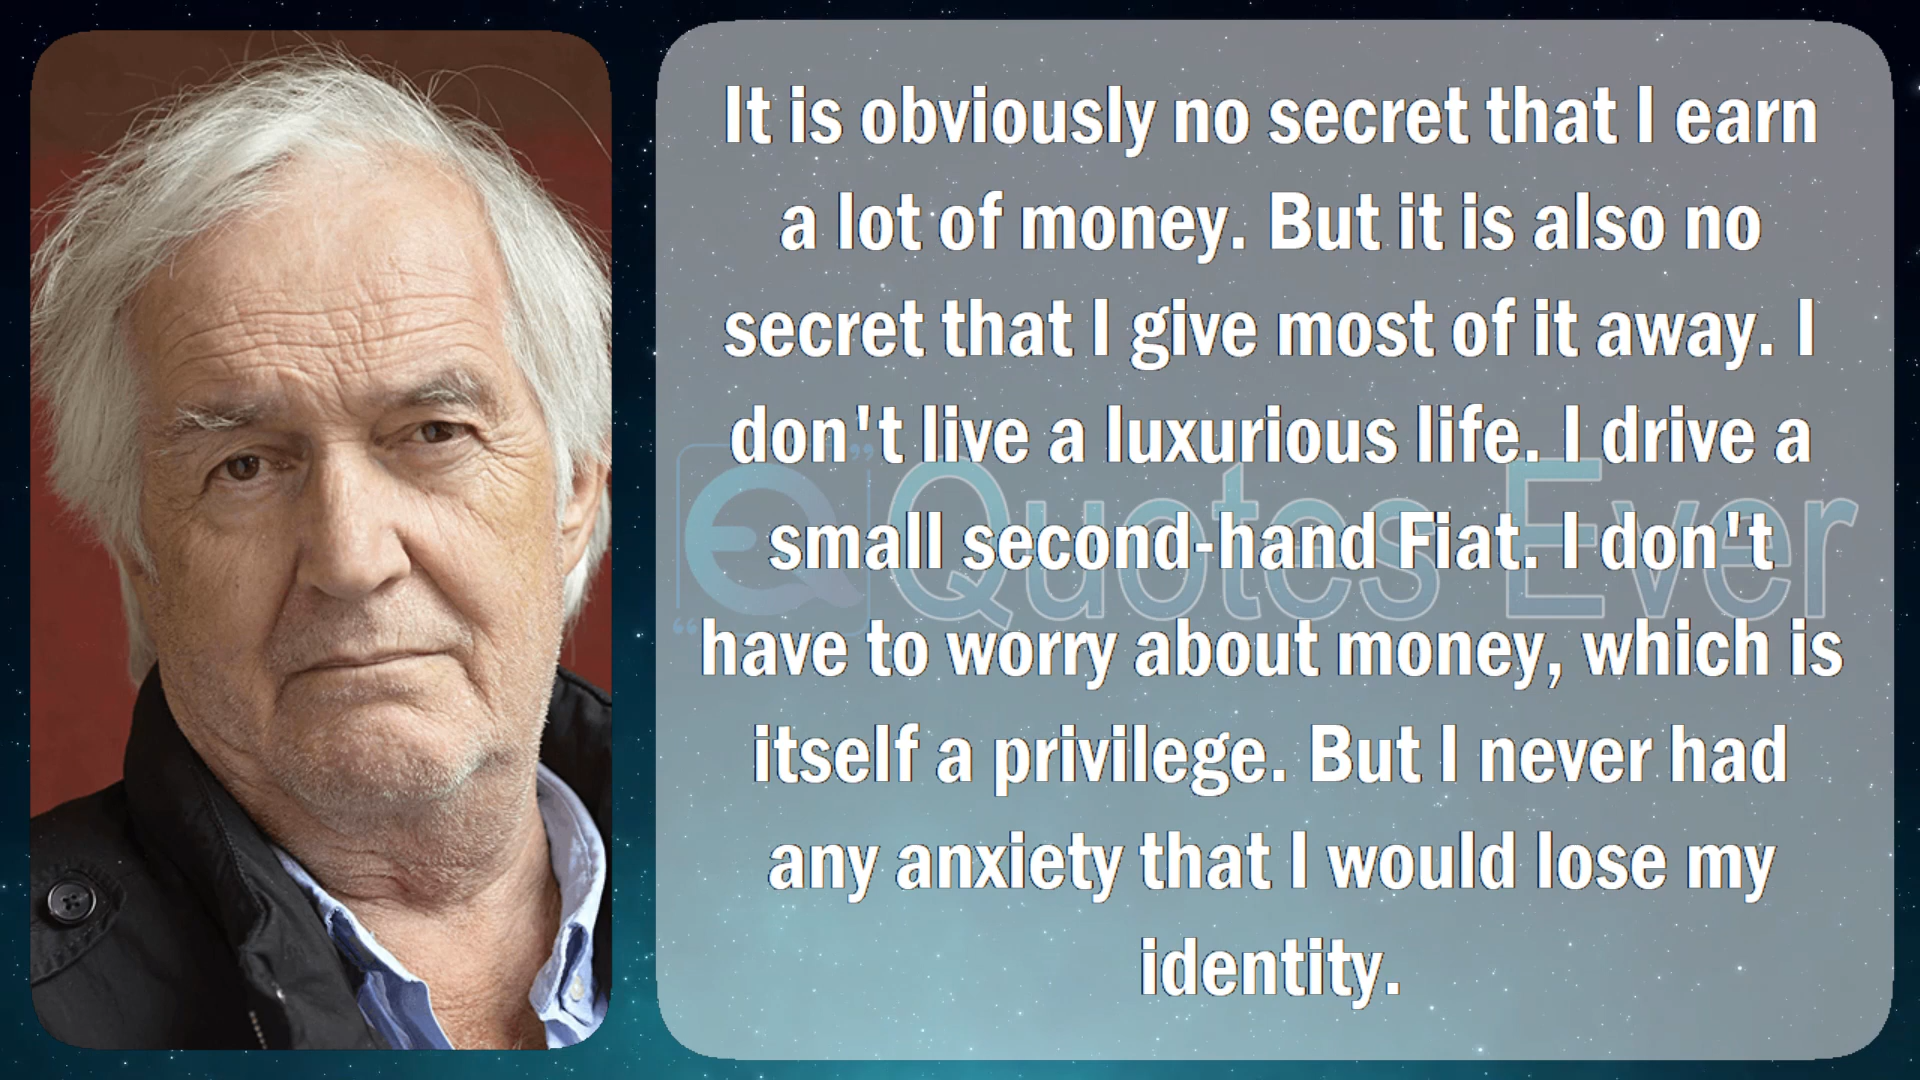 It is obviously no secret that I earn
a lot of money. But it is also no
secret that I give most of it away. I
don't live a luxurious life. I drive a
small second-hand Fiat. I don't
have to worry about money, which is
itself a privilege. But I never had
any anxiety that I would lose my
identity.
Quotes Ever